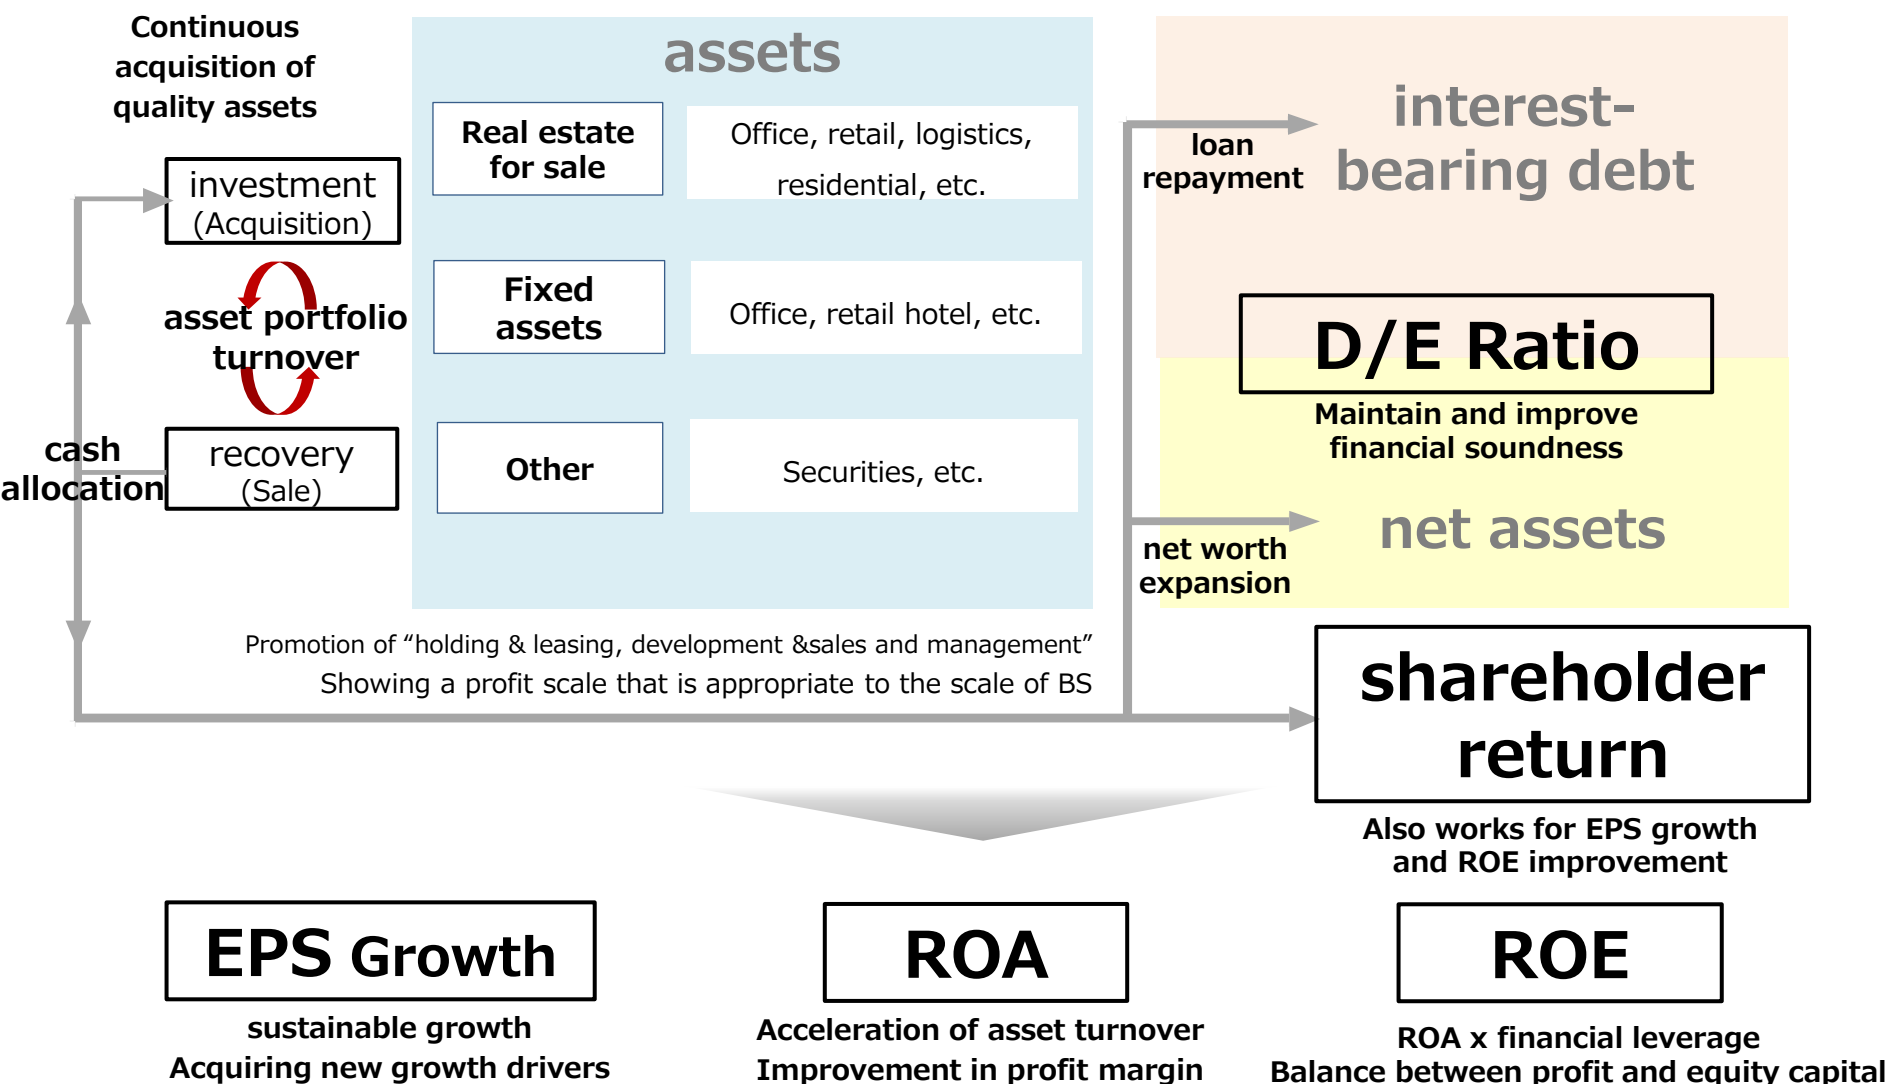 Continuous
acquisition of
quality assets
investment
(Acquisition)
asset portfolio
turnover
cash
allocation
recovery
(Sale)
assets
Real estate
for sale
Office, retail, logistics,
residential, etc.
Fixed
assets
Office, retail hotel, etc.
Other
Securities, etc.
Promotion of “holding & leasing, development &sales and management”
Showing a profit scale that is appropriate to the scale of BS
interest-
bearing debt
loan
repayment
D/E Ratio
Maintain and improve
financial soundness
net assets
net worth
expansion
shareholder
return
Also works for EPS growth
and ROE improvement
EPS Growth
sustainable growth
Acquiring new growth drivers
ROA
Acceleration of asset turnover
Improvement in profit margin
ROE
ROA x financial leverage
Balance between profit and equity capital